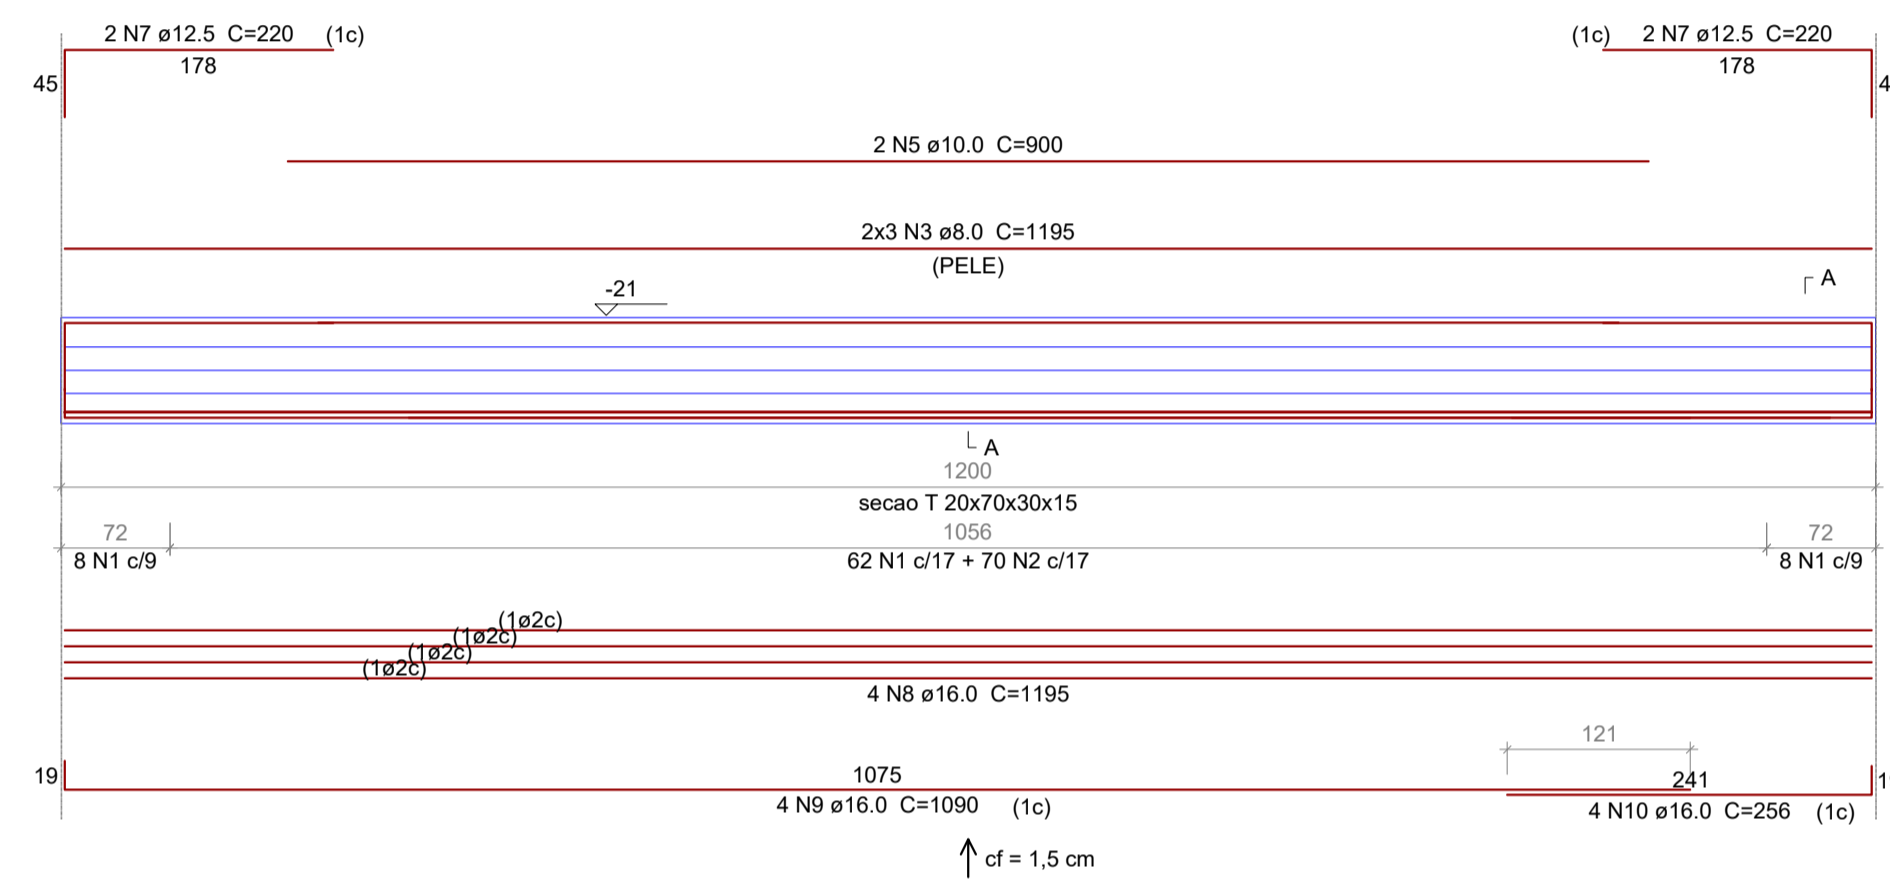 2 N7 ø12.5 C=220 (1c)
178
45
(1c) 2 N7 ø12.5 C=220
178
4
2 N5 ø10.0 C=900
2x3 N3 ø8.0 C=1195
(PELE)
-21
A
A
1200
secao T 20x70x30x15
72
1056
72
8 N1 c/9
62 N1 c/17 + 70 N2 c/17
8 N1 c/9
(1ø2c)
(1ø2c)
(1ø2c)
(1ø2c)
4 N8 ø16.0 C=1195
121
19
1075
241
1
4 N9 ø16.0 C=1090 (1c)
4 N10 ø16.0 C=256 (1c)
cf = 1,5 cm